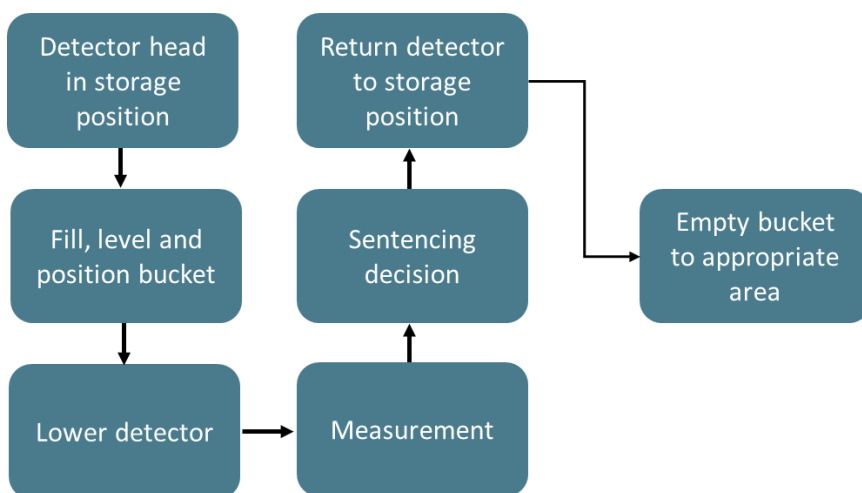 Detector head
in storage
position
Fill, level and
position bucket
Lower detector
Measurement
Sentencing
decision
Return detector
to storage
position
Empty bucket
to appropriate
area